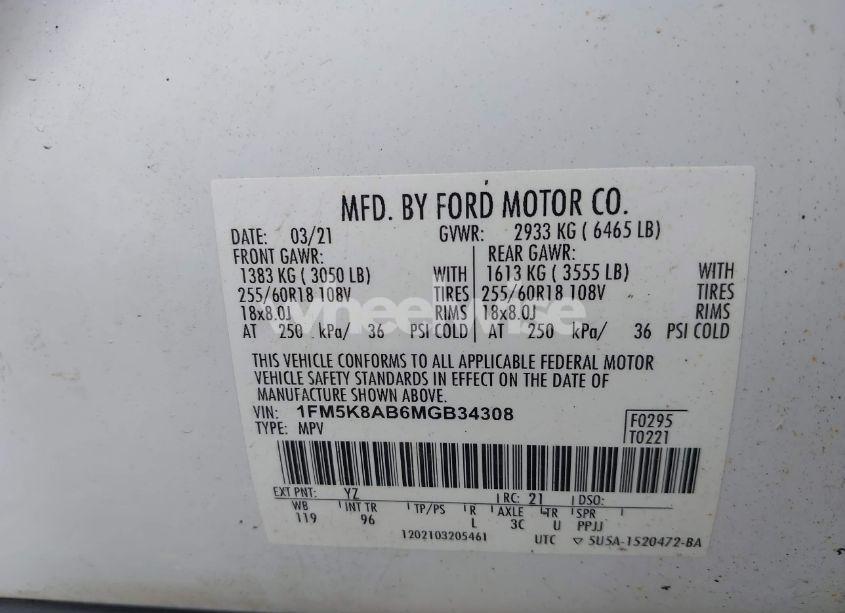 MFD. BY FORD MOTOR CO.
DATE: 03/21 GVWR: 2933 KG ( 6465 LB)
FRONT GAWR: REAR GAWR:
1383 KG ( 3050 LB) WITH 1613 KG ( 3555 LB) WITH
255/60R18 108V TIRES 255/60R18 108V TIRES
18x8.0J RIMS 18x8.0J RIMS
AT 250 kPa/ 36 PSI COLD AT 250 kPa/ 36 PSI COLD
wheelwise
THIS VEHICLE CONFORMS TO ALL APPLICABLE FEDERAL MOTOR
VEHICLE SAFETY STANDARDS IN EFFECT ON THE DATE OF
MANUFACTURE SHOWN ABOVE.
VIN: 1FM5K8AB6MGB34308 F0295
TYPE: MPV T0221
EXT PNT: YZ RC: 21 DSO:
WB INT TR TP/PS R AXLE TR SPR
119 96 L 3C U PPJJ
1202103205461 UTC ▽ 5U5A-1520472-BA